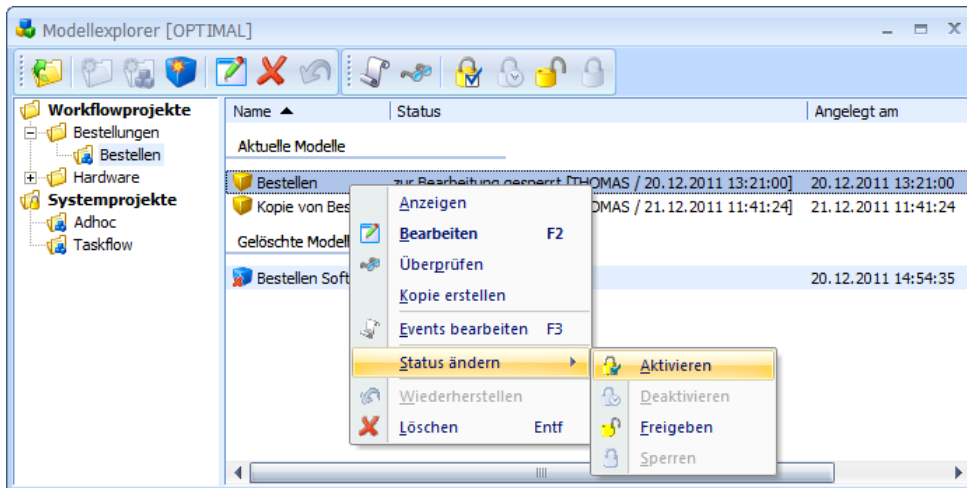 Modellexplorer [OPTIMAL]
Workflowprojekte
Bestellungen
Bestellen
Hardware
Systemprojekte
Adhoc
Taskflow
Name Status Angelegt am
Aktuelle Modelle
Bestellen zur Bearbeitung gesperrt [THOMAS / 20.12.2011 13:21:00] 20.12.2011 13:21:00
Kopie von Bes OMAS / 21.12.2011 11:41:24] 21.12.2011 11:41:24
Gelöschte Modell
Bestellen Soft 20.12.2011 14:54:35
Anzeigen
Bearbeiten F2
Überprüfen
Kopie erstellen
Events bearbeiten F3
Status ändern
Wiederherstellen
Löschen Entf
Aktivieren
Deaktivieren
Freigeben
Sperren